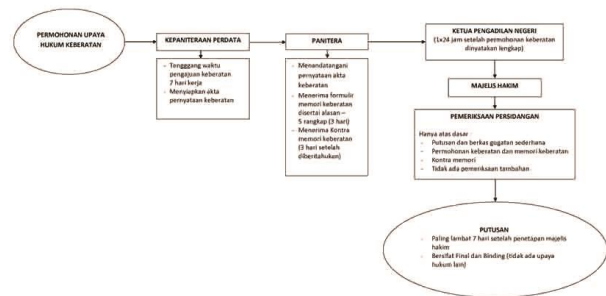 PERMOHONAN UPAYA
HUKUM KEBERATAN
KEPANITERAAN PERDATA
- Tengggang waktu
pengajuan keberatan
7 hari kerja
- Menyiapkan akta
pernyataan keberatan
PANITERA
- Menandatangani
pernyataan akta
keberatan
- Menerima formulir
memori keberatan
disertai alasan –
5 rangkap (3 hari)
- Menerima Kontra
memori keberatan
(3 hari setelah
diberitahukan)
KETUA PENGADILAN NEGERI
(1x24 jam setelah permohonan keberatan
dinyatakan lengkap)
MAJELIS HAKIM
PEMERIKSAAN PERSIDANGAN
Hanya atas dasar :
- Putusan dan berkas gugatan sederhana
- Permohonan keberatan dan memori keberatan
- Kontra memori
- Tidak ada pemeriksaan tambahan
PUTUSAN
- Paling lambat 7 hari setelah penetapan majelis
hakim
- Bersifat Final dan Binding (tidak ada upaya
hukum lain)